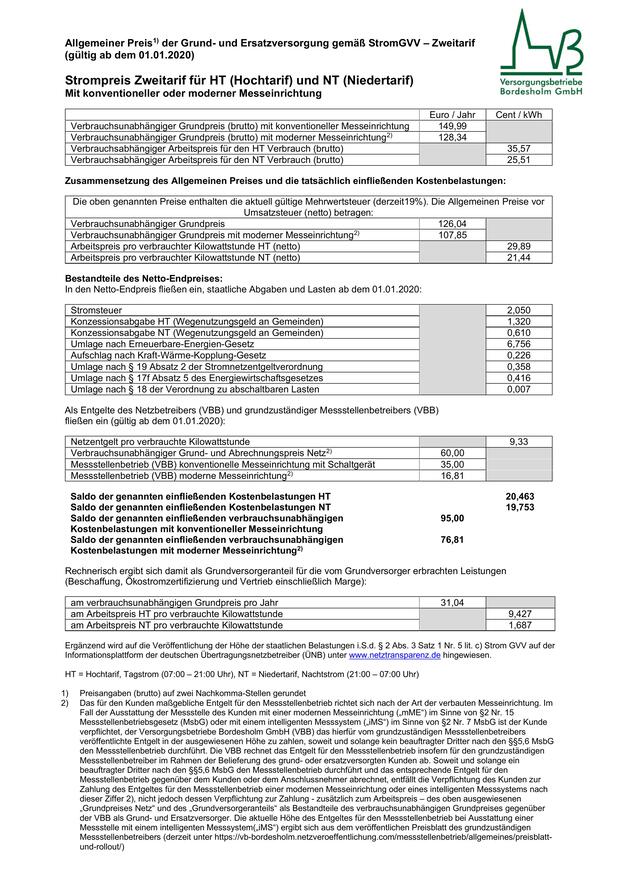 Allgemeiner Preis1) der Grund- und Ersatzversorgung gemäß StromGVV – Zweitarif
(gültig ab dem 01.01.2020)
VB
Versorgungsbetriebe
Bordesholm GmbH
Strompreis Zweitarif für HT (Hochtarif) und NT (Niedertarif)
Mit konventioneller oder moderner Messeinrichtung
Euro / Jahr Cent / kWh
Verbrauchsunabhängiger Grundpreis (brutto) mit konventioneller Messeinrichtung 149,99
Verbrauchsunabhängiger Grundpreis (brutto) mit moderner Messeinrichtung2) 128,34
Verbrauchsabhängiger Arbeitspreis für den HT Verbrauch (brutto) 35,57
Verbrauchsabhängiger Arbeitspreis für den NT Verbrauch (brutto) 25,51
Zusammensetzung des Allgemeinen Preises und die tatsächlich einfließenden Kostenbelastungen:
Die oben genannten Preise enthalten die aktuell gültige Mehrwertsteuer (derzeit19%). Die Allgemeinen Preise vor
Umsatzsteuer (netto) betragen:
Verbrauchsunabhängiger Grundpreis 126,04
Verbrauchsunabhängiger Grundpreis mit moderner Messeinrichtung2) 107,85
Arbeitspreis pro verbrauchter Kilowattstunde HT (netto) 29,89
Arbeitspreis pro verbrauchter Kilowattstunde NT (netto) 21,44
Bestandteile des Netto-Endpreises:
In den Netto-Endpreis fließen ein, staatliche Abgaben und Lasten ab dem 01.01.2020:
Stromsteuer 2,050
Konzessionsabgabe HT (Wegenutzungsgeld an Gemeinden) 1,320
Konzessionsabgabe NT (Wegenutzungsgeld an Gemeinden) 0,610
Umlage nach Erneuerbare-Energien-Gesetz 6,756
Aufschlag nach Kraft-Wärme-Kopplung-Gesetz 0,226
Umlage nach § 19 Absatz 2 der Stromnetzentgeltverordnung 0,358
Umlage nach § 17f Absatz 5 des Energiewirtschaftsgesetzes 0,416
Umlage nach § 18 der Verordnung zu abschaltbaren Lasten 0,007
Als Entgelte des Netzbetreibers (VBB) und grundzuständiger Messstellenbetreibers (VBB)
fließen ein (gültig ab dem 01.01.2020):
Netzentgelt pro verbrauchte Kilowattstunde 9,33
Verbrauchsunabhängiger Grund- und Abrechnungspreis Netz2) 60,00
Messstellenbetrieb (VBB) konventionelle Messeinrichtung mit Schaltgerät 35,00
Messstellenbetrieb (VBB) moderne Messeinrichtung2) 16,81
Saldo der genannten einfließenden Kostenbelastungen HT 20,463
Saldo der genannten einfließenden Kostenbelastungen NT 19,753
Saldo der genannten einfließenden verbrauchsunabhängigen 95,00
Kostenbelastungen mit konventioneller Messeinrichtung
Saldo der genannten einfließenden verbrauchsunabhängigen 76,81
Kostenbelastungen mit moderner Messeinrichtung2)
Rechnerisch ergibt sich damit als Grundversorgeranteil für die vom Grundversorger erbrachten Leistungen
(Beschaffung, Ökostromzertifizierung und Vertrieb einschließlich Marge):
am verbrauchsunabhängigen Grundpreis pro Jahr 31,04
am Arbeitspreis HT pro verbrauchte Kilowattstunde 9,427
am Arbeitspreis NT pro verbrauchte Kilowattstunde 1,687
Ergänzend wird auf die Veröffentlichung der Höhe der staatlichen Belastungen i.S.d. § 2 Abs. 3 Satz 1 Nr. 5 lit. c) Strom GVV auf der
Informationsplattform der deutschen Übertragungsnetzbetreiber (ÜNB) unter www.netztransparenz.de hingewiesen.
HT = Hochtarif, Tagstrom (07:00 – 21:00 Uhr), NT = Niedertarif, Nachtstrom (21:00 – 07:00 Uhr)
1) Preisangaben (brutto) auf zwei Nachkomma-Stellen gerundet
2) Das für den Kunden maßgebliche Entgelt für den Messstellenbetrieb richtet sich nach der Art der verbauten Messeinrichtung. Im
Fall der Ausstattung der Messstelle des Kunden mit einer modernen Messeinrichtung („mME“) im Sinne von §2 Nr. 15
Messstellenbetriebsgesetz (MsbG) oder mit einem intelligenten Messsystem („iMS“) im Sinne von §2 Nr. 7 MsbG ist der Kunde
verpflichtet, der Versorgungsbetriebe Bordesholm GmbH (VBB) das hierfür vom grundzuständigen Messstellenbetreibers
veröffentlichte Entgelt in der ausgewiesenen Höhe zu zahlen, soweit und solange kein beauftragter Dritter nach den §§5,6 MsbG
den Messstellenbetrieb durchführt. Die VBB rechnet das Entgelt für den Messstellenbetrieb insofern für den grundzuständigen
Messstellenbetreiber im Rahmen der Belieferung des grund- oder ersatzversorgten Kunden ab. Soweit und solange ein
beauftragter Dritter nach den §§5,6 MsbG den Messstellenbetrieb durchführt und das entsprechende Entgelt für den
Messstellenbetrieb gegenüber dem Kunden oder dem Anschlussnehmer abrechnet, entfällt die Verpflichtung des Kunden zur
Zahlung des Entgeltes für den Messstellenbetrieb einer modernen Messeinrichtung oder eines intelligenten Messsystems nach
dieser Ziffer 2), nicht jedoch dessen Verpflichtung zur Zahlung - zusätzlich zum Arbeitspreis – des oben ausgewiesenen
„Grundpreises Netz“ und des „Grundversorgeranteils“ als Bestandteile des verbrauchsunabhängigen Grundpreises gegenüber
der VBB als Grund- und Ersatzversorger. Die aktuelle Höhe des Entgeltes für den Messstellenbetrieb bei Ausstattung einer
Messstelle mit einem intelligenten Messsystem(„iMS“) ergibt sich aus dem veröffentlichen Preisblatt des grundzuständigen
Messstellenbetreibers (derzeit unter https://vb-bordesholm.netzveroeffentlichung.com/messstellenbetrieb/allgemeines/preisblatt-
und-rollout/)